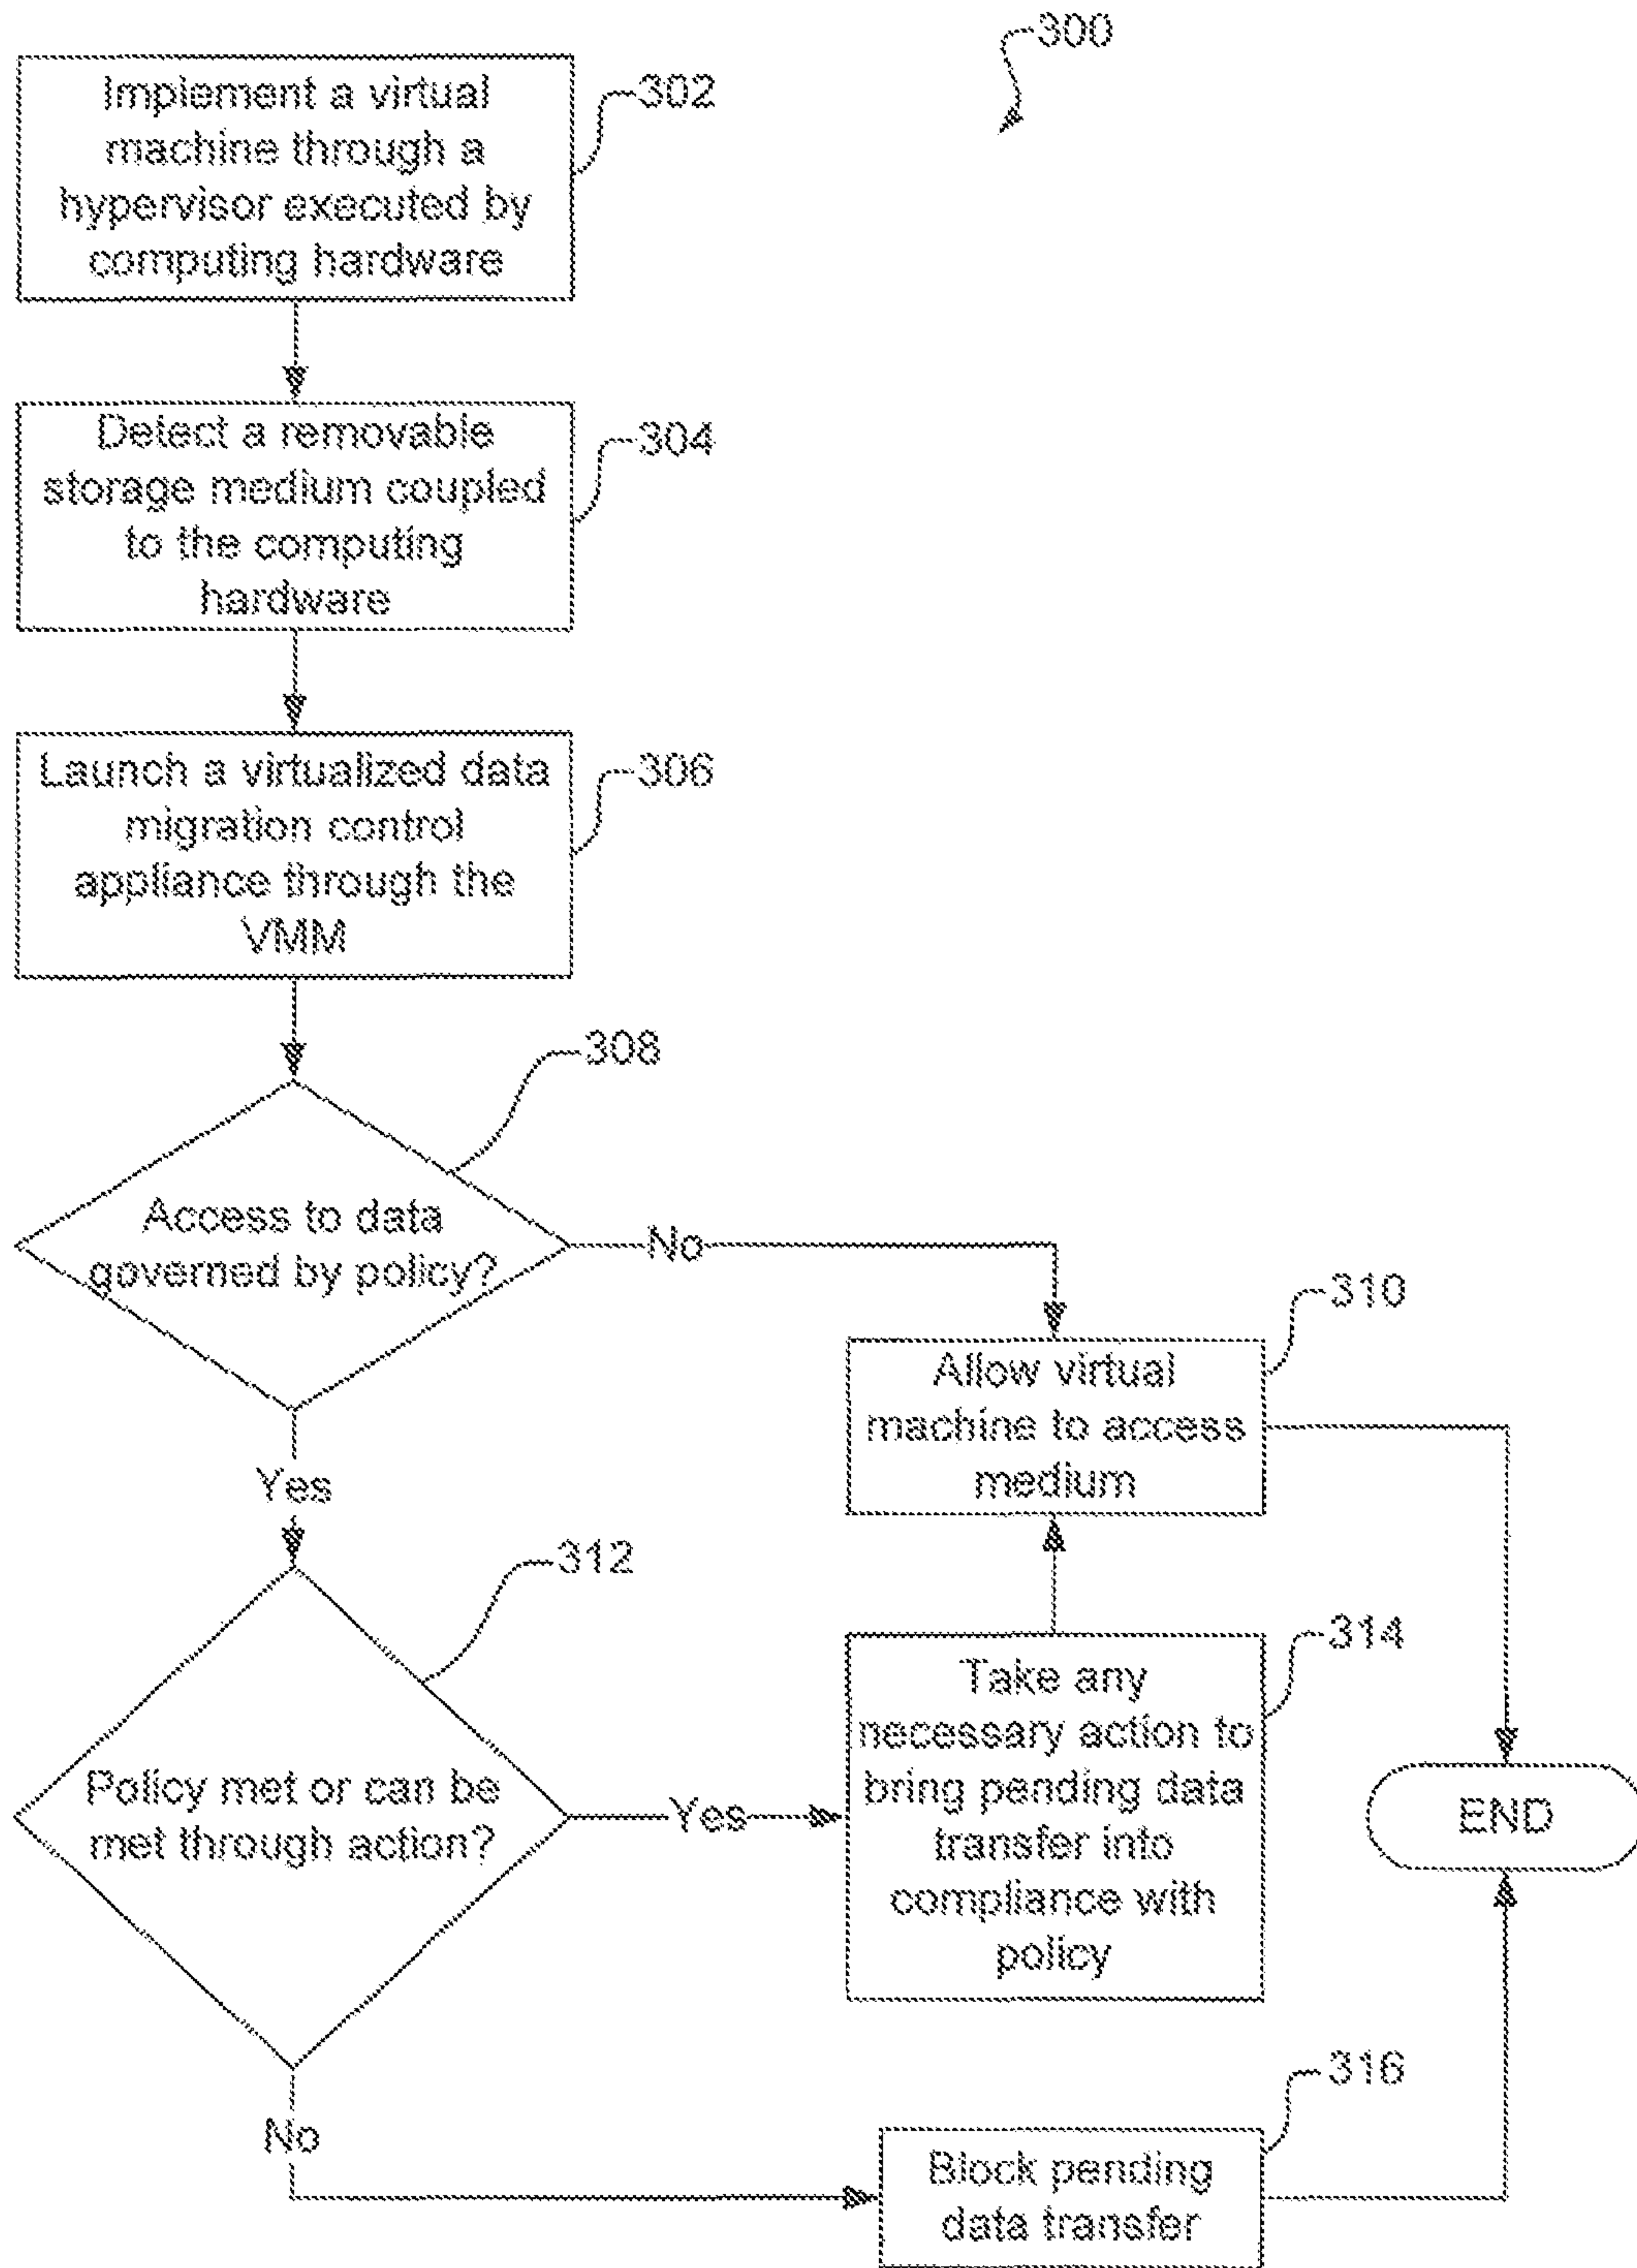 300
Implement a virtual
machine through a
hypervisor executed by
computing hardware
302
Detect a removable
storage medium coupled
to the computing
hardware
304
Launch a virtualized data
migration control
appliance through the
VMM
306
Access to data
governed by policy?
308
No
Yes
Allow virtual
machine to access
medium
310
Policy met or can be
met through action?
312
Yes
No
Take any
necessary action to
bring pending data
transfer into
compliance with
policy
314
END
Block pending
data transfer
316